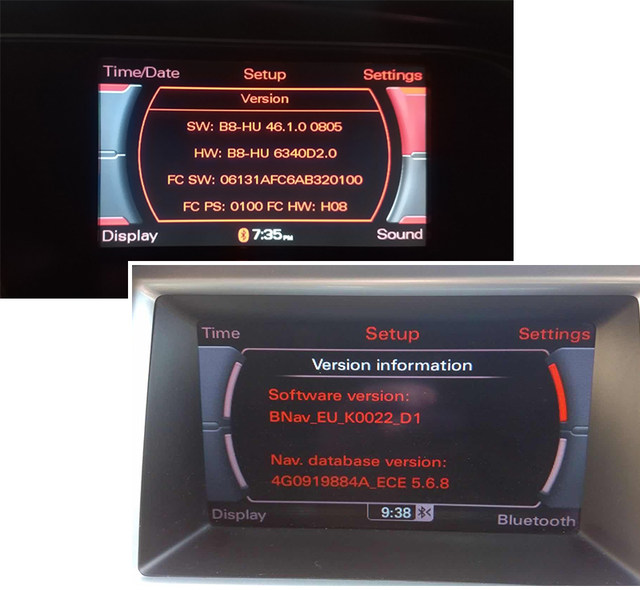 Time/Date Setup Settings
Version
SW: B8-HU 46.1.0 0805
HW: B8-HU 6340D2.0
FC SW: 06131AFC6AB320100
FC PS: 0100 FC HW: H08
Display 7:35PM Sound
Time Setup Settings
Version information
Software version:
BNav_EU_K0022_D1
Nav. database version:
4G0919884A_ECE 5.6.8
Display 9:38 Bluetooth